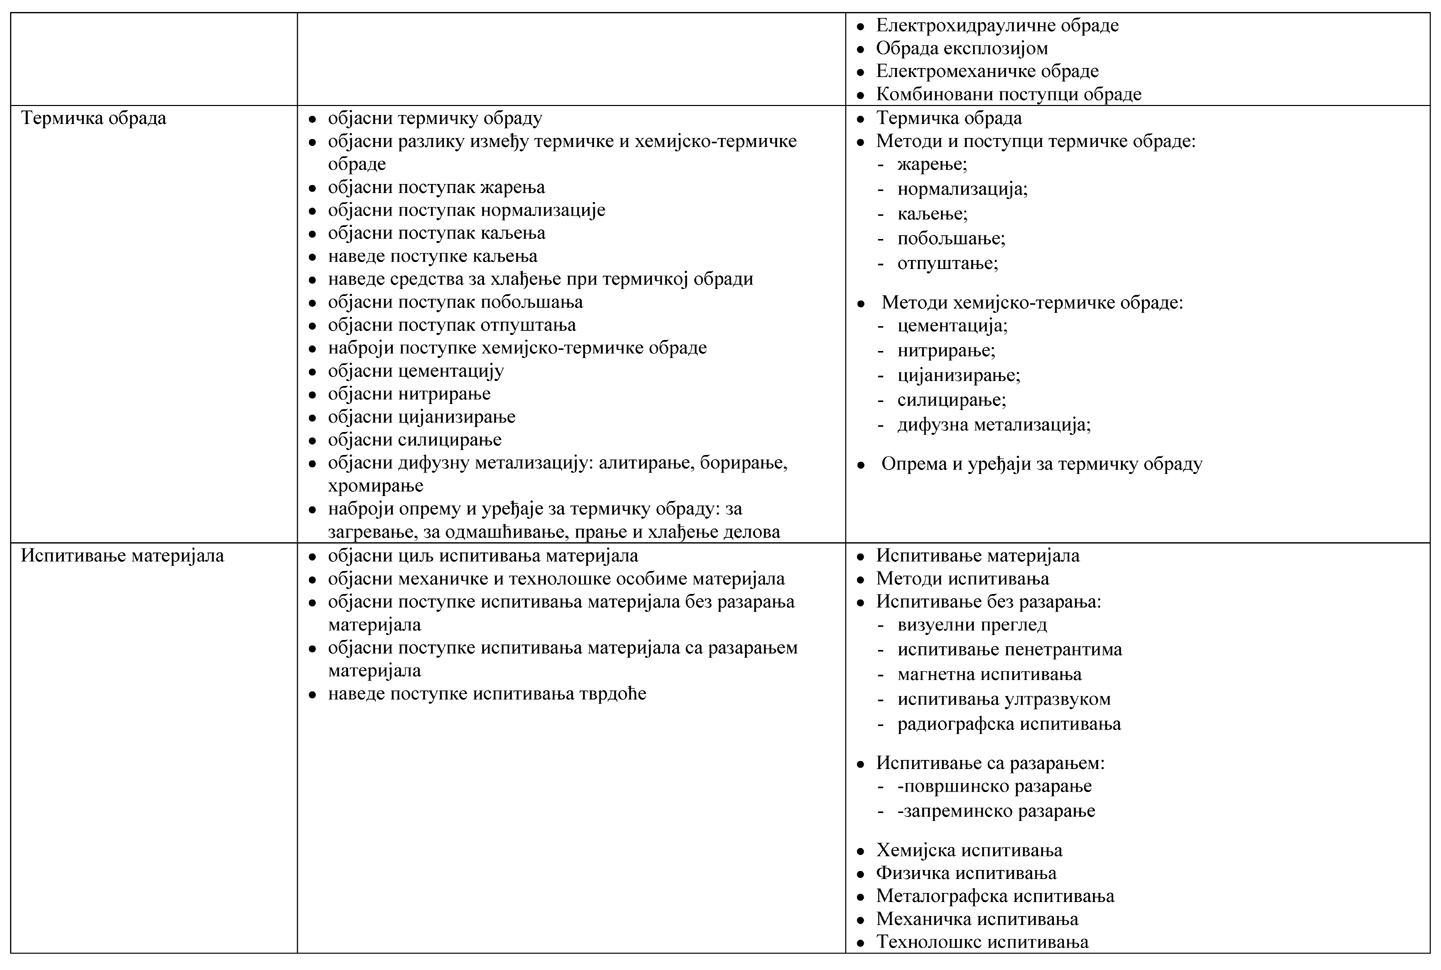 • Електрохидрауличне обраде
• Обрада експлозијом
• Електромеханичке обраде
• Комбиновани поступци обраде
Термичка обрада
• објасни термичку обраду
• објасни разлику између термичке и хемијско-термичке
обраде
• објасни поступак жарења
• објасни поступак нормализације
• објасни поступак каљења
• наведе поступке каљења
• наведе средства за хлађење при термичкој обради
• објасни поступак побољшања
• објасни поступак отпуштања
• наброји поступке хемијско-термичке обраде
• објасни цементацију
• објасни нитрирање
• објасни цијанизирање
• објасни силицирање
• објасни дифузну метализацију: алитирање, борирање,
хромирање
• наброји опрему и уређаје за термичку обраду: за
загревање, за одмашћивање, прање и хлађење делова
• Термичка обрада
• Методи и поступци термичке обраде:
- жарење;
- нормализација;
- каљење;
- побољшање;
- отпуштање;
• Методи хемијско-термичке обраде:
- цементација;
- нитрирање;
- цијанизирање;
- силицирање;
- дифузна метализација;
• Опрема и уређаји за термичку обраду
Испитивање материјала
• објасни циљ испитивања материјала
• објасни механичке и технолошке особиме материјала
• објасни поступке испитивања материјала без разарања
материјала
• објасни поступке испитивања материјала са разарањем
материјала
• наведе поступке испитивања тврдоће
• Испитивање материјала
• Методи испитивања
• Испитивање без разарања:
- визуелни преглед
- испитивање пенетрантима
- магнетна испитивања
- испитивања ултразвуком
- радиографска испитивања
• Испитивање са разарањем:
- -површинско разарање
- -запреминско разарање
• Хемијска испитивања
• Физичка испитивања
• Металографска испитивања
• Механичка испитивања
• Технолошкс испитивања